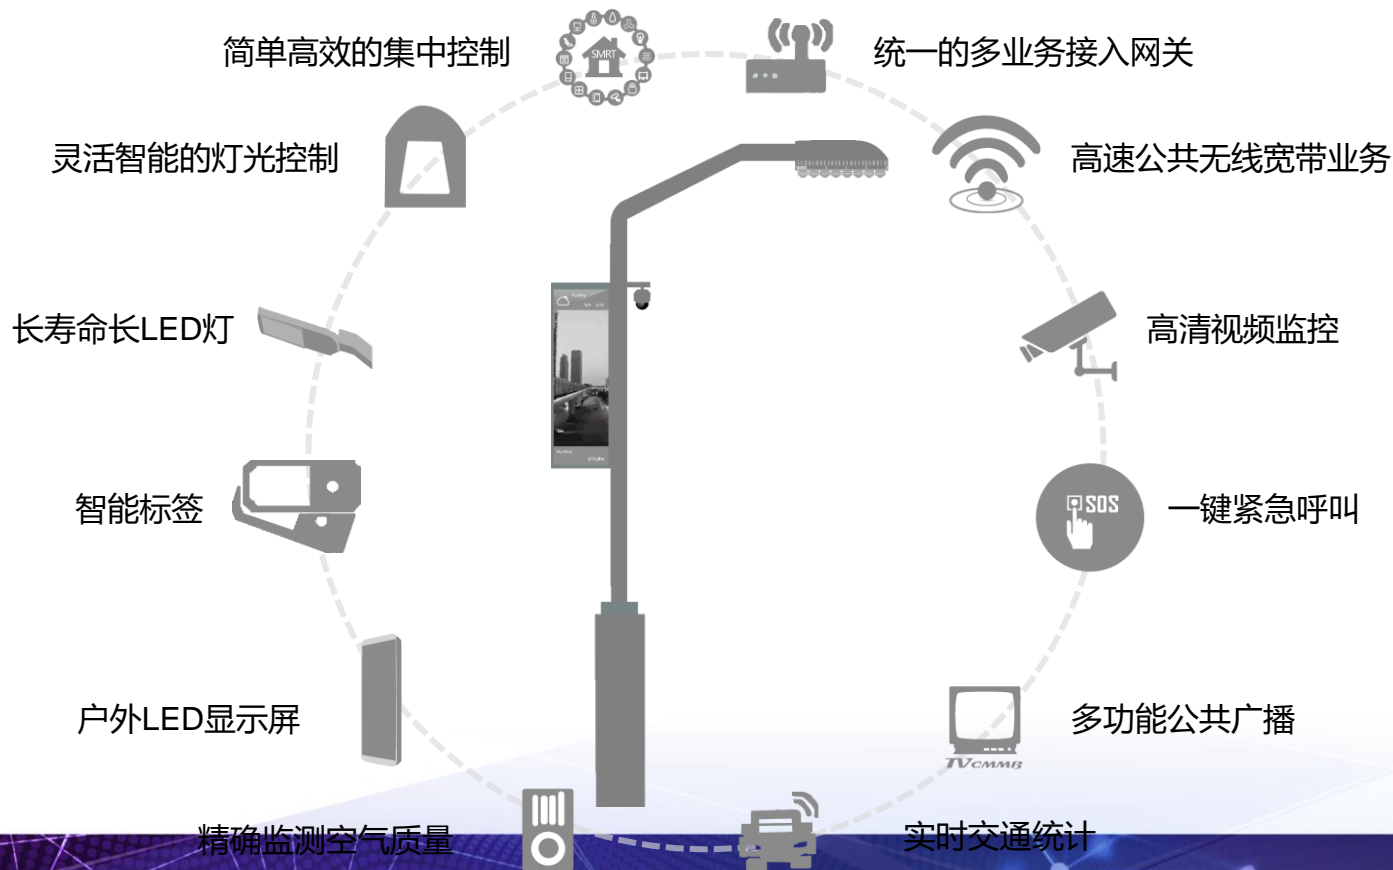 简单高效的集中控制
SMRT
统一的多业务接入网关
灵活智能的灯光控制
高速公共无线宽带业务
长寿命长LED灯
高清视频监控
智能标签
SOS
一键紧急呼叫
户外LED显示屏
多功能公共广播
TVCMMB
精确监测空气质量
实时交通统计